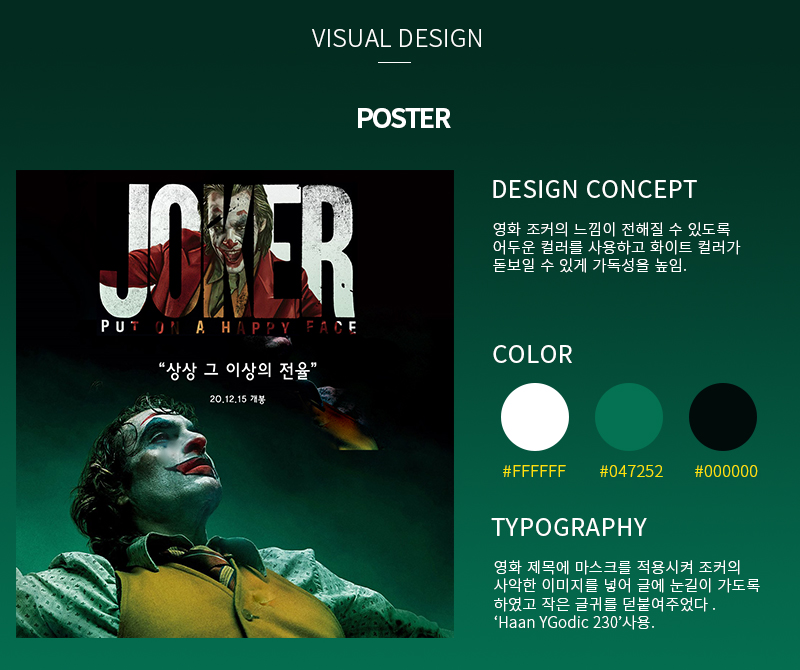 VISUAL DESIGN
POSTER
JOKER
PUT ON A HAPPY FACE
“상상 그 이상의 전율”
20.12.15 개봉
DESIGN CONCEPT
영화 조커의 느낌이 전해질 수 있도록
어두운 컬러를 사용하고 화이트 컬러가
돋보일 수 있게 가독성을 높임.
COLOR
#FFFFFF #047252 #000000
TYPOGRAPHY
영화 제목에 마스크를 적용시켜 조커의
사악한 이미지를 넣어 글에 눈길이 가도록
하였고 작은 글귀를 덛붙여주었다 .
‘Haan YGodic 230’사용.